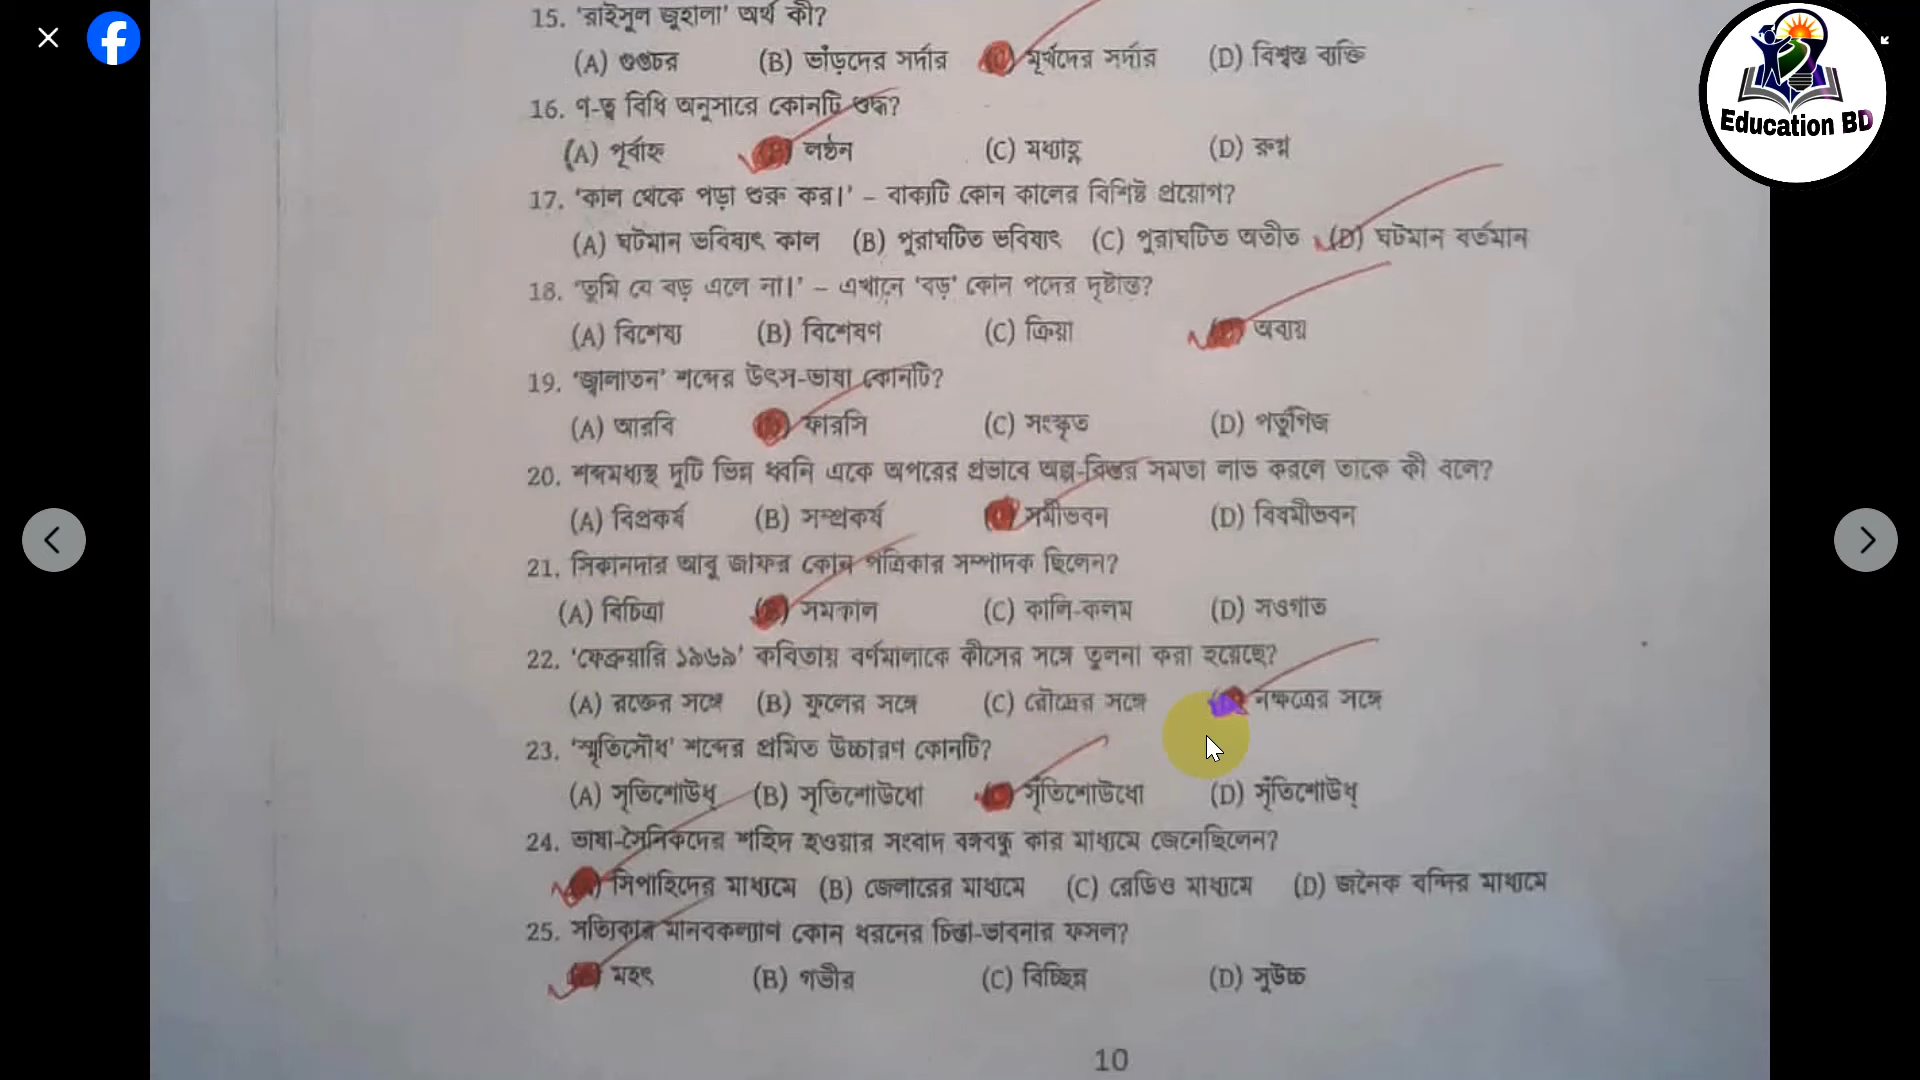 15. 'রাইসুল জুহালা' অর্থ কী?
(A) গুপ্তচর (B) ভাঁড়দের সর্দার (C) মূর্খদের সর্দার (D) বিশ্বস্ত ব্যক্তি
Education BD
16. ণ-ত্ব বিধি অনুসারে কোনটি শুদ্ধ?
(A) পূর্বাহ্ন লণ্ঠন (C) মধ্যাহ্ণ (D) রুগ্ন
17. 'কাল থেকে পড়া শুরু কর।' – বাক্যটি কোন কালের বিশিষ্ট প্রয়োগ?
(A) ঘটমান ভবিষ্যৎ কাল (B) পুরাঘটিত ভবিষ্যৎ (C) পুরাঘটিত অতীত (D) ঘটমান বর্তমান
18. 'তুমি যে বড় এলে না।' – এখানে 'বড়' কোন পদের দৃষ্টান্ত?
(A) বিশেষ্য (B) বিশেষণ (C) ক্রিয়া অব্যয়
19. 'জ্বালাতন' শব্দের উৎস-ভাষা কোনটি?
(A) আরবি ফারসি (C) সংস্কৃত (D) পর্তুগিজ
20. শব্দমধ্যস্থ দুটি ভিন্ন ধ্বনি একে অপরের প্রভাবে অল্প-বিস্তর সমতা লাভ করলে তাকে কী বলে?
(A) বিপ্রকর্ষ (B) সম্প্রকর্ষ সমীভবন (D) বিষমীভবন
21. সিকানদার আবু জাফর কোন পত্রিকার সম্পাদক ছিলেন?
(A) বিচিত্রা সমকাল (C) কালি-কলম (D) সওগাত
22. 'ফেব্রুয়ারি ১৯৬৯' কবিতায় বর্ণমালাকে কীসের সঙ্গে তুলনা করা হয়েছে?
(A) রক্তের সঙ্গে (B) ফুলের সঙ্গে (C) রৌদ্রের সঙ্গে নক্ষত্রের সঙ্গে
23. 'স্মৃতিসৌধ' শব্দের প্রমিত উচ্চারণ কোনটি?
(A) সৃতিশোউধ্ (B) সৃতিশোউধো সৃঁতিশোউধো (D) সৃঁতিশোউধ্
24. ভাষা-সৈনিকদের শহিদ হওয়ার সংবাদ বঙ্গবন্ধু কার মাধ্যমে জেনেছিলেন?
সিপাহিদের মাধ্যমে (B) জেলারের মাধ্যমে (C) রেডিও মাধ্যমে (D) জনৈক বন্দির মাধ্যমে
25. সত্যিকার মানবকল্যাণ কোন ধরনের চিন্তা-ভাবনার ফসল?
মহৎ (B) গভীর (C) বিচ্ছিন্ন (D) সুউচ্চ
10